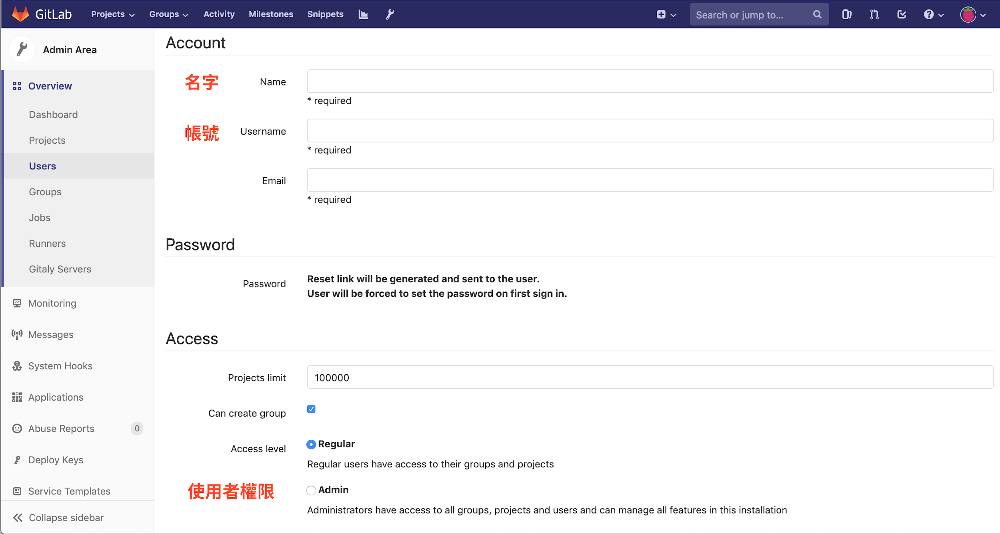 GitLab Projects Groups Activity Milestones Snippets Search or jump to...
Admin Area
Overview
Dashboard
Projects
Users
Groups
Jobs
Runners
Gitaly Servers
Monitoring
Messages
System Hooks
Applications
Abuse Reports 0
Deploy Keys
Service Templates
Collapse sidebar
Account
名字 Name
* required
帳號 Username
* required
Email
* required
Password
Password
Reset link will be generated and sent to the user.
User will be forced to set the password on first sign in.
Access
Projects limit 100000
Can create group
Access level Regular
Regular users have access to their groups and projects
使用者權限 Admin
Administrators have access to all groups, projects and users and can manage all features in this installation